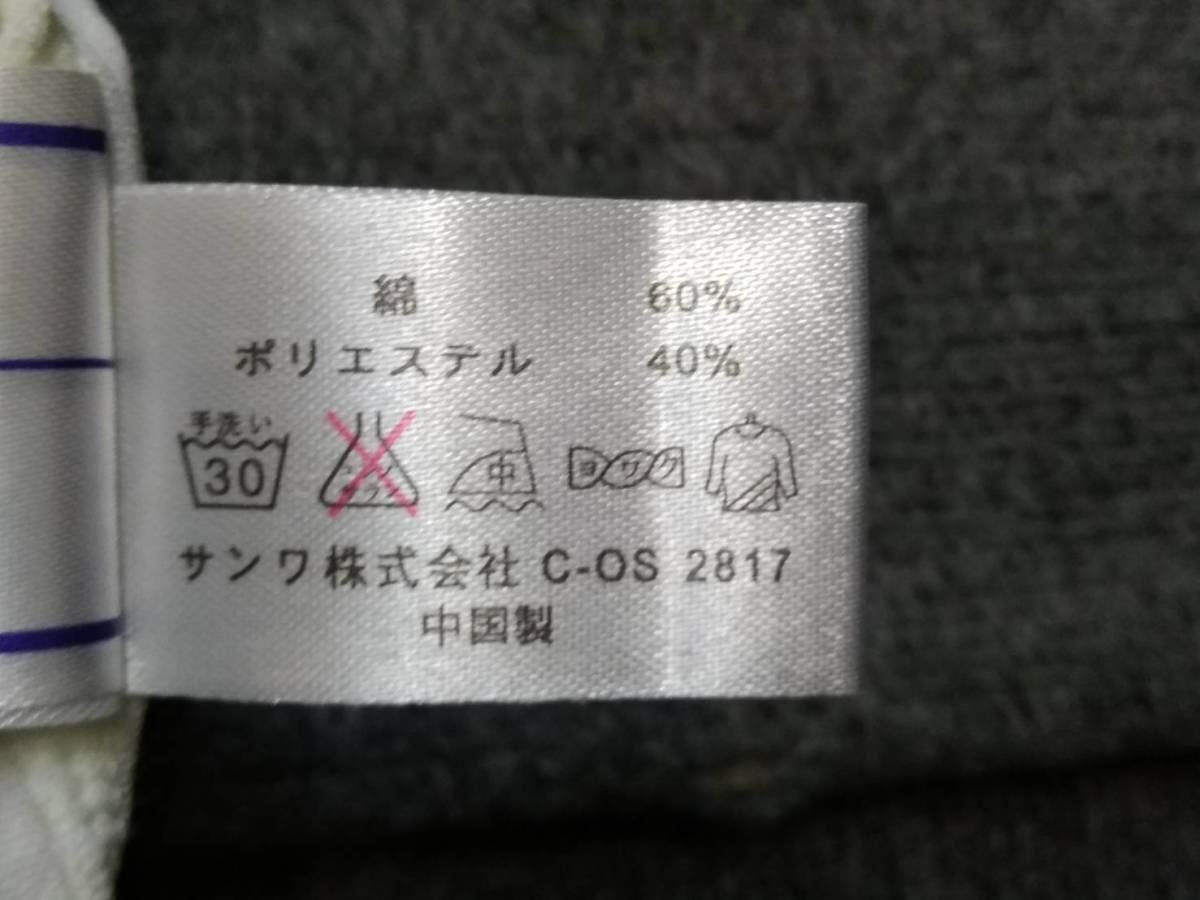 綿 60%
ポリエステル 40%
手洗い 30 中 ヨワク
サンワ株式会社 C-OS 2817
中国製